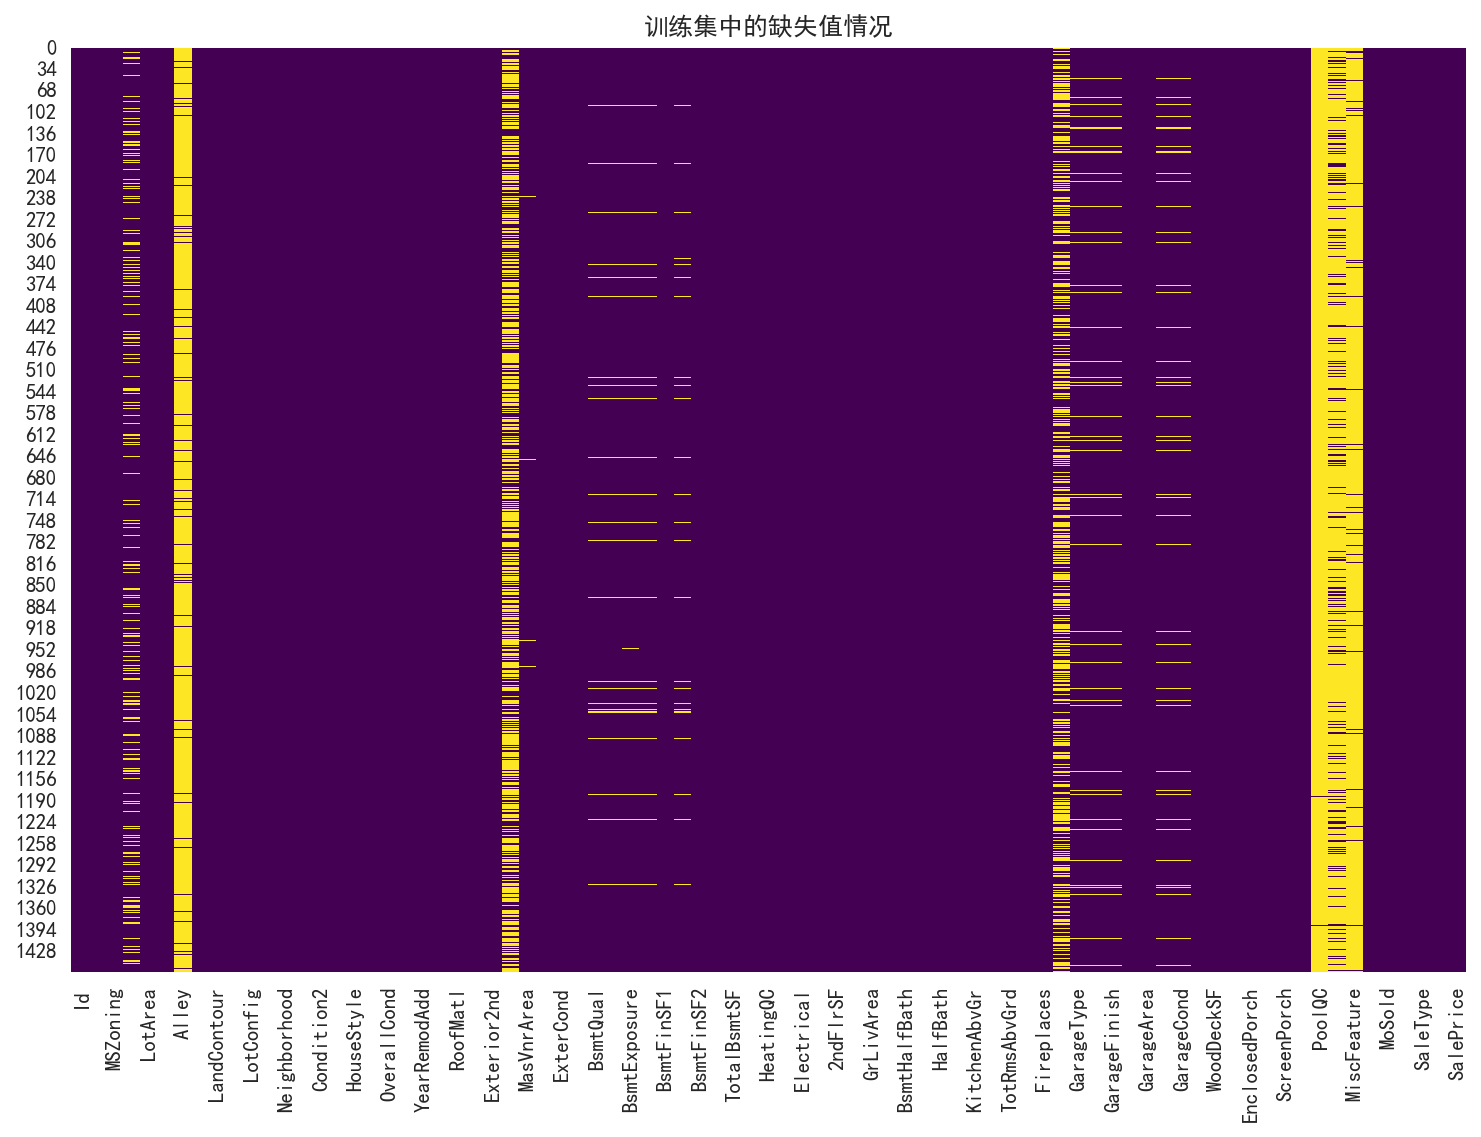 训练集中的缺失值情况
0
34
68
102
136
170
204
238
272
306
340
374
408
442
476
510
544
578
612
646
680
714
748
782
816
850
884
918
952
986
1020
1054
1088
1122
1156
1190
1224
1258
1292
1326
1360
1394
1428
Id
MSZoning
LotArea
Alley
LandContour
LotConfig
Neighborhood
Condition2
HouseStyle
OverallCond
YearRemodAdd
RoofMatl
Exterior2nd
MasVnrArea
ExterCond
BsmtQual
BsmtExposure
BsmtFinSF1
BsmtFinSF2
TotalBsmtSF
HeatingQC
Electrical
2ndFlrSF
GrLivArea
BsmtHalfBath
HalfBath
KitchenAbvGr
TotRmsAbvGrd
Fireplaces
GarageType
GarageFinish
GarageArea
GarageCond
WoodDeckSF
EnclosedPorch
ScreenPorch
PoolQC
MiscFeature
MoSold
SaleType
SalePrice